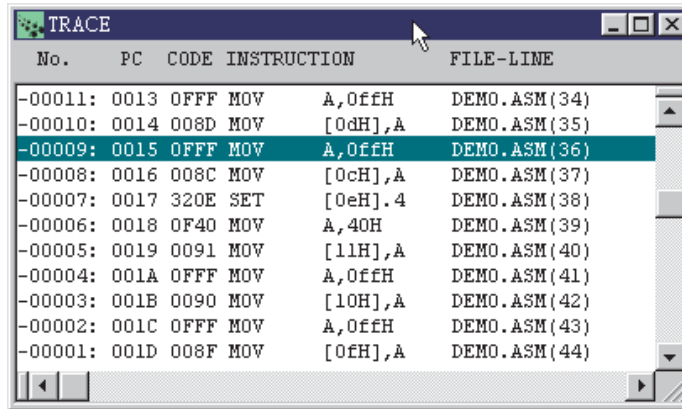 TRACE
No. PC CODE INSTRUCTION FILE-LINE
-00011: 0013 0FFF MOV A,0ffH DEMO.ASM(34)
-00010: 0014 008D MOV [0dH],A DEMO.ASM(35)
-00009: 0015 0FFF MOV A,0ffH DEMO.ASM(36)
-00008: 0016 008C MOV [0cH],A DEMO.ASM(37)
-00007: 0017 320E SET [0eH].4 DEMO.ASM(38)
-00006: 0018 0F40 MOV A,40H DEMO.ASM(39)
-00005: 0019 0091 MOV [11H],A DEMO.ASM(40)
-00004: 001A 0FFF MOV A,0ffH DEMO.ASM(41)
-00003: 001B 0090 MOV [10H],A DEMO.ASM(42)
-00002: 001C 0FFF MOV A,0ffH DEMO.ASM(43)
-00001: 001D 008F MOV [0fH],A DEMO.ASM(44)